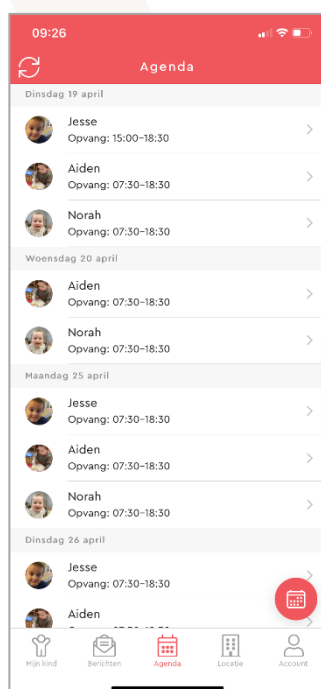 09:26
Agenda
Dinsdag 19 april
Jesse
Opvang: 15:00-18:30
Aiden
Opvang: 07:30-18:30
Norah
Opvang: 07:30-18:30
Woensdag 20 april
Aiden
Opvang: 07:30-18:30
Norah
Opvang: 07:30-18:30
Maandag 25 april
Jesse
Opvang: 07:30-18:30
Aiden
Opvang: 07:30-18:30
Norah
Opvang: 07:30-18:30
Dinsdag 26 april
Jesse
Opvang: 07:30-18:30
Aiden
Mijn kind Berichten Agenda Locatie Account